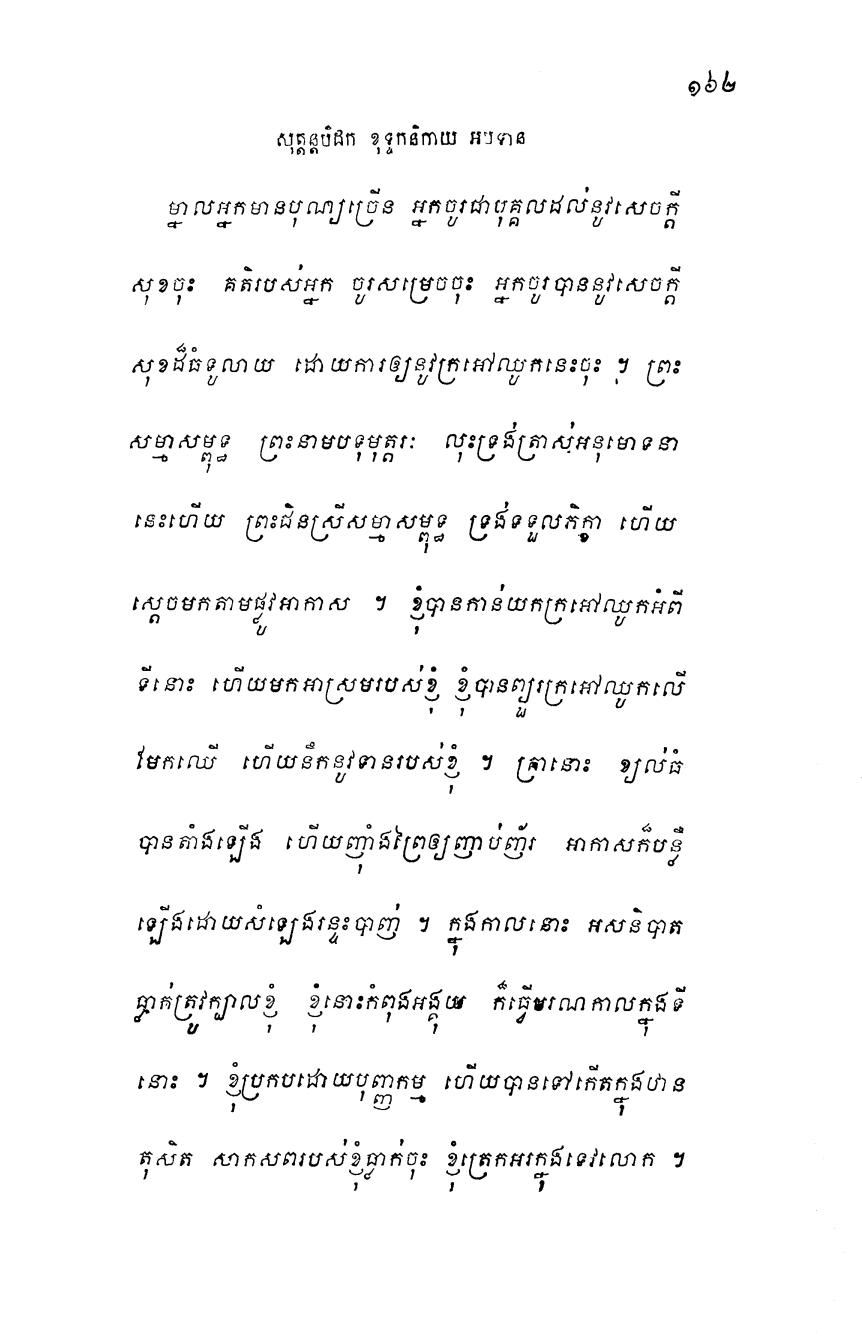 ១៦២
សុត្តន្តបិដក ខុទ្ទកនិកាយ អបទាន
ម្នាលអ្នកមានបុណ្យច្រើន អ្នកចូរជាបុគ្គលដល់នូវសេចក្តី
សុខចុះ គតិរបស់អ្នក ចូរសម្រេចចុះ អ្នកចូរបាននូវសេចក្តី
សុខដ៏ធំទូលាយ ដោយការឲ្យនូវក្រអៅឈូកនេះចុះ ។ ព្រះ
សម្មាសម្ពុទ្ធ ព្រះនាមបទុមុត្តរៈ លុះទ្រង់ត្រាស់អនុមោទនា
នេះហើយ ព្រះជិនស្រីសម្មាសម្ពុទ្ធ ទ្រង់ទទួលភិក្ខា ហើយ
ស្តេចមកតាមផ្លូវអាកាស ។ ខ្ញុំបានកាន់យកក្រអៅឈូកអំពី
ទីនោះ ហើយមកអាស្រមរបស់ខ្ញុំ ខ្ញុំបានព្យួរក្រអៅឈូកលើ
មែកឈើ ហើយនឹកនូវទានរបស់ខ្ញុំ ។ គ្រានោះ ខ្យល់ធំ
បានតាំងឡើង ហើយញ៉ាំងព្រៃឲ្យញាប់ញ័រ អាកាសក៏បន្លឺ
ឡើងដោយសំឡេងរន្ទះបាញ់ ។ ក្នុងកាលនោះ អសនិបាត
ធ្លាក់ត្រូវក្បាលខ្ញុំ ខ្ញុំនោះកំពុងអង្គុយ ក៏ធ្វើមរណកាលក្នុងទី
នោះ ។ ខ្ញុំប្រកបដោយបុញ្ញកម្ម ហើយបានទៅកើតក្នុងឋាន
តុសិត សាកសពរបស់ខ្ញុំធ្លាក់ចុះ ខ្ញុំត្រេកអរក្នុងទេវលោក ។